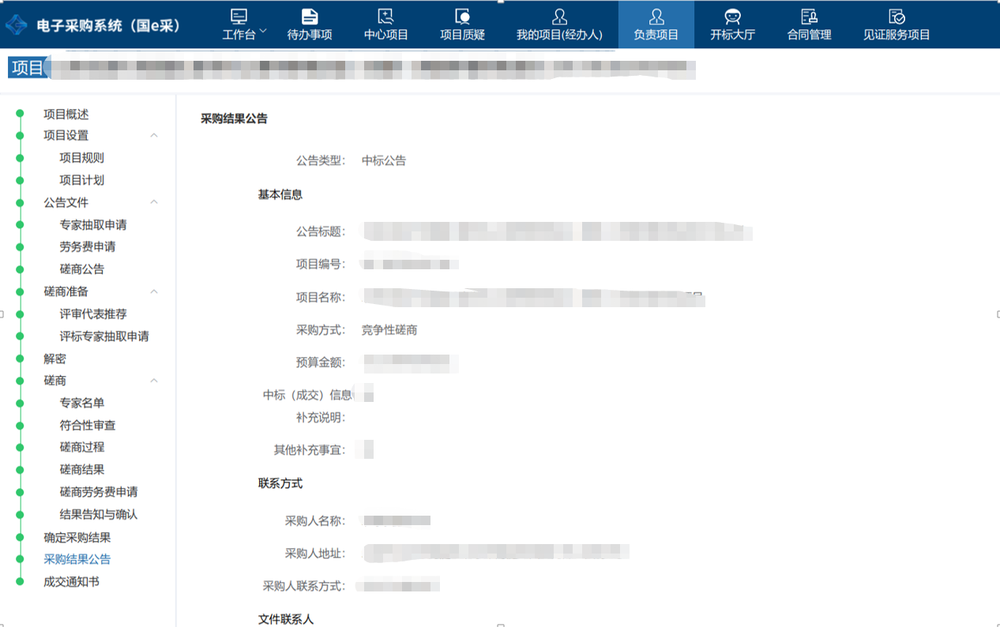 电子采购系统（国e采）
工作台
待办事项
中心项目
项目质疑
我的项目(经办人)
负责项目
开标大厅
合同管理
见证服务项目
项目
项目概述
项目设置
项目规则
项目计划
公告文件
专家抽取申请
劳务费申请
磋商公告
磋商准备
评审代表推荐
评标专家抽取申请
解密
磋商
专家名单
符合性审查
磋商过程
磋商结果
磋商劳务费申请
结果告知与确认
确定采购结果
采购结果公告
成交通知书
采购结果公告
公告类型： 中标公告
基本信息
公告标题：
项目编号：
项目名称：
采购方式： 竞争性磋商
预算金额：
中标（成交）信息
补充说明：
其他补充事宜：
联系方式
采购人名称：
采购人地址：
采购人联系方式：
文件联系人